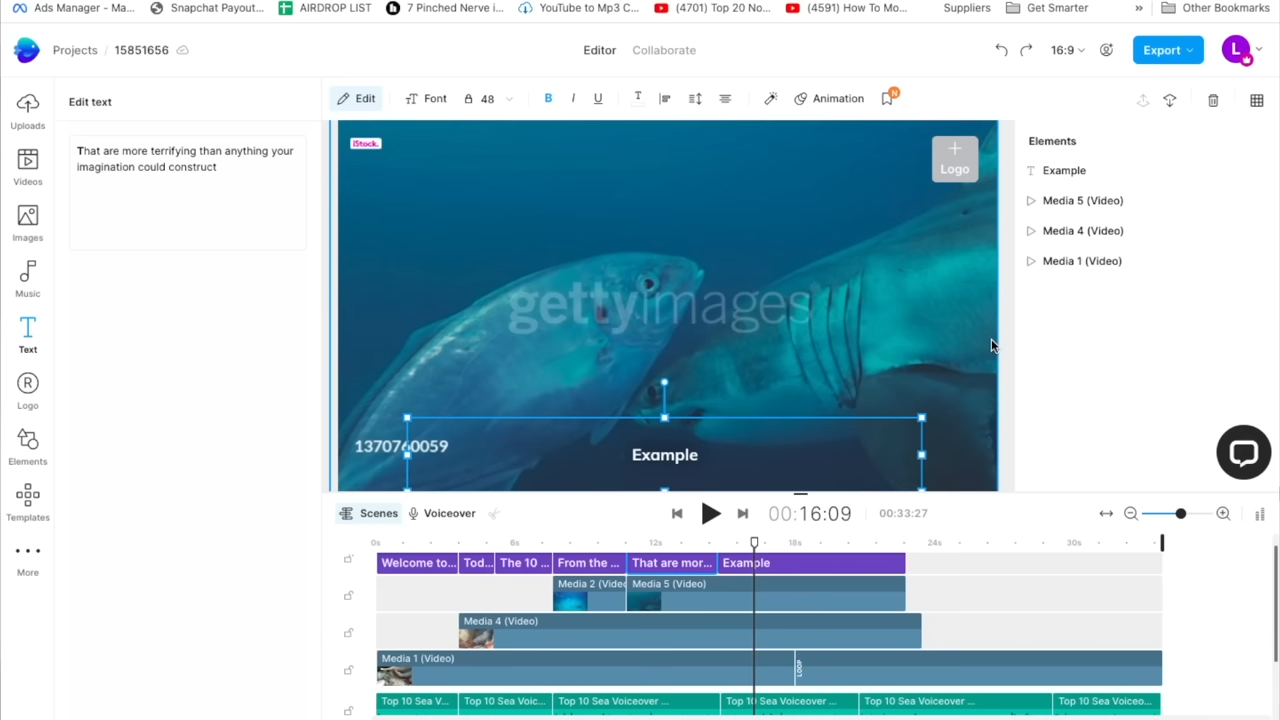 Ads Manager - Ma...
Snapchat Payout...
AIRDROP LIST
7 Pinched Nerve i...
YouTube to Mp3 C...
(4701) Top 20 No...
(4591) How To Mo...
Suppliers
Get Smarter
»
Other Bookmarks
Projects / 15851656
Editor
Collaborate
16:9
Export
L
Uploads
Videos
Images
Music
Text
Logo
Elements
Templates
More
Edit text
That are more terrifying than anything your
imagination could construct
Edit
Font
48
B
I
U
T
Animation
N
iStock.
Logo
gettyimages
1370760059
Example
Elements
Example
Media 5 (Video)
Media 4 (Video)
Media 1 (Video)
Scenes
Voiceover
00:16:09
00:33:27
0s
6s
12s
18s
24s
30s
Welcome to...
Tod...
The 10 ...
From the ...
That are mor...
Example
Media 2 (Videc
Media 5 (Video)
Media 4 (Video)
Media 1 (Video)
LOOP
Top 10 Sea V...
Top 10 Sea Voic...
Top 10 Sea Voiceover ...
Top 10 Sea Voiceover ...
Top 10 Sea Voiceover ...
Top 10 Sea Voiceo...